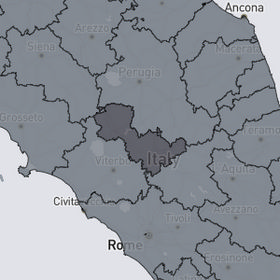 Ancona
Arezzo
Siena
Macerata
Perugia
Grosseto
Teramo
Viterbo
Italy
L'Aquila
Civita
Avezzano
Tivoli
Rome
Frosinone